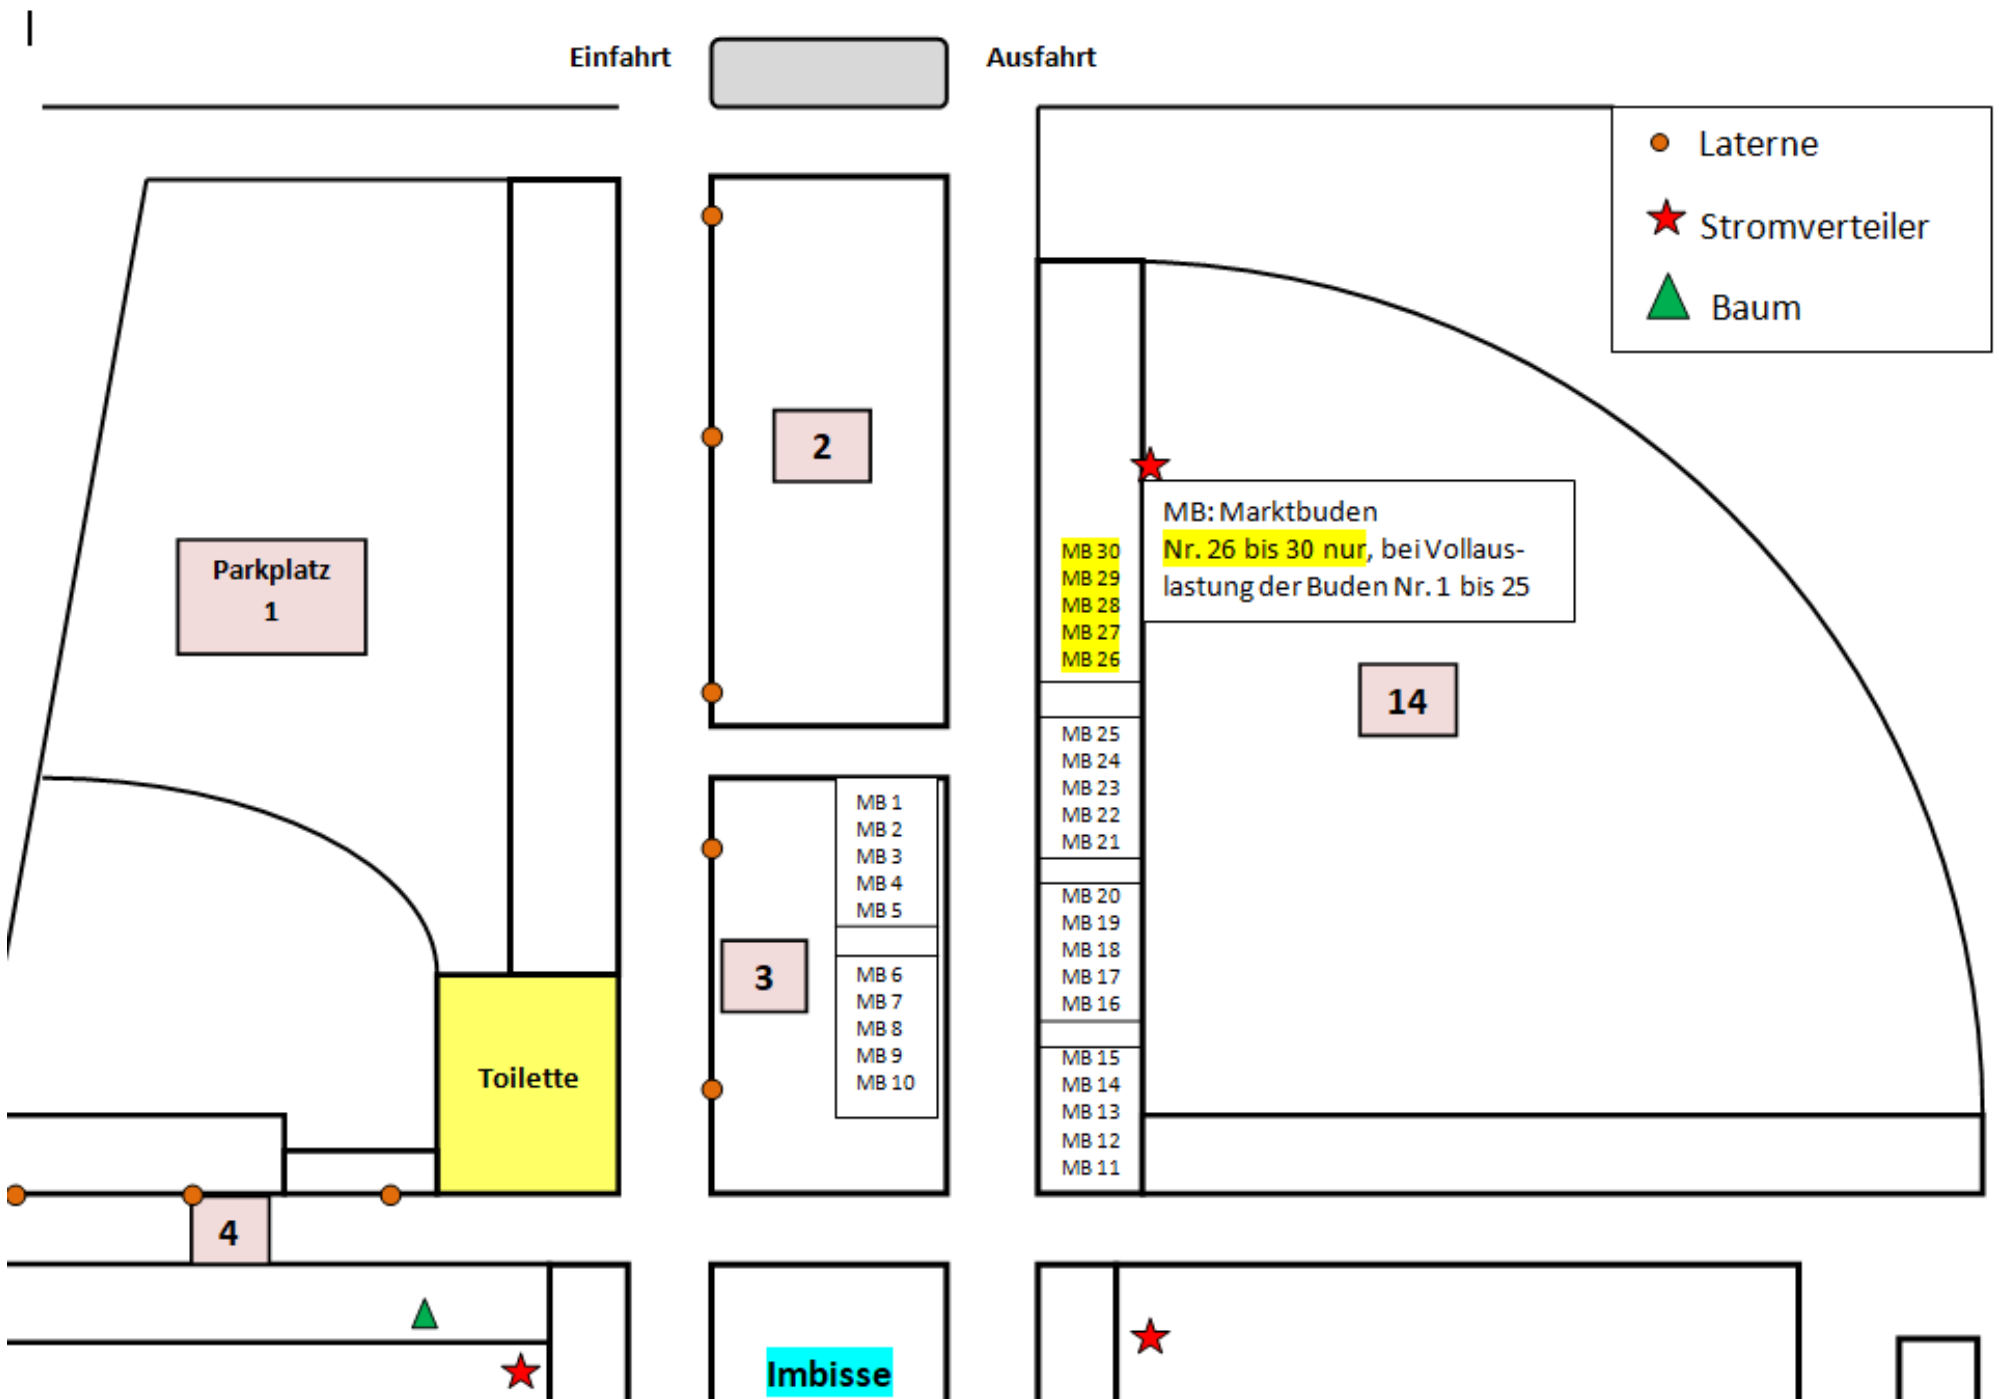 Einfahrt
Ausfahrt
Laterne
Stromverteiler
Baum
2
MB: Marktbuden
Nr. 26 bis 30 nur, bei Vollaus-
lastung der Buden Nr. 1 bis 25
Parkplatz
1
MB 30
MB 29
MB 28
MB 27
MB 26
14
MB 25
MB 24
MB 23
MB 22
MB 21
MB 1
MB 2
MB 3
MB 4
MB 5
MB 20
MB 19
MB 18
MB 17
MB 16
3
MB 6
MB 7
MB 8
MB 9
MB 10
Toilette
MB 15
MB 14
MB 13
MB 12
MB 11
4
Imbisse